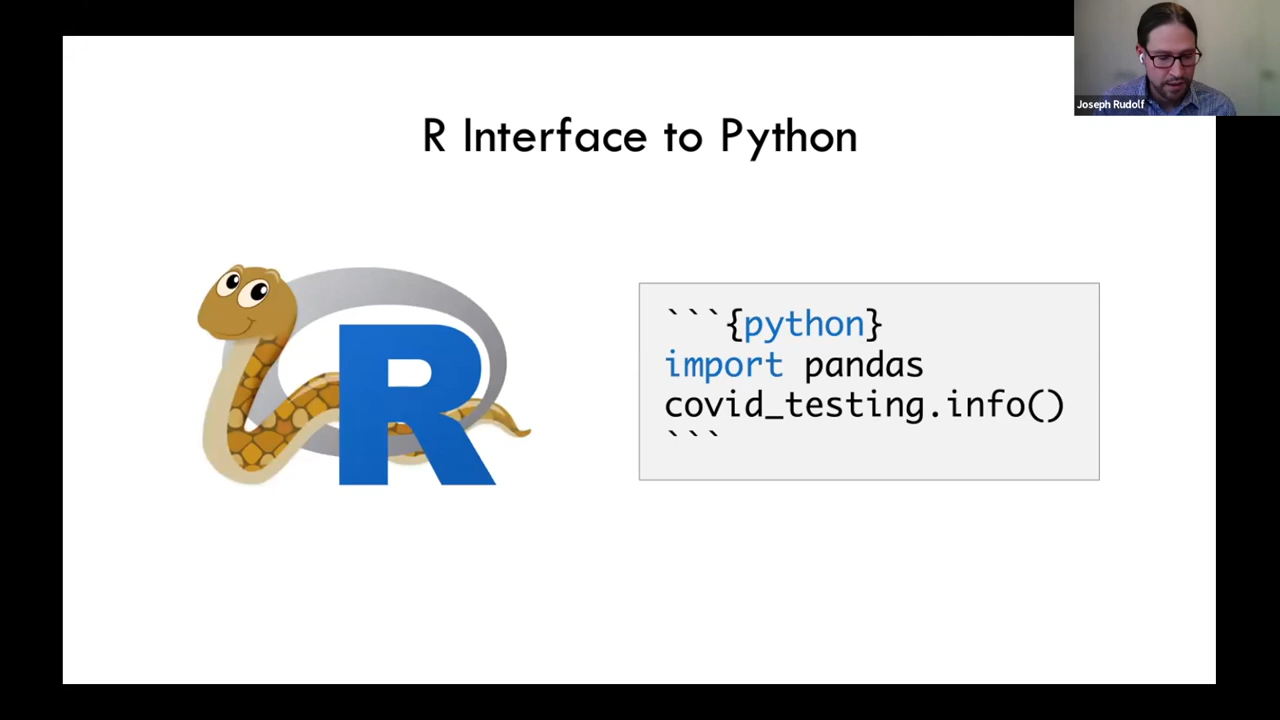 Joseph Rudolf
R Interface to Python
R
```{python}
import pandas
covid_testing.info()
```